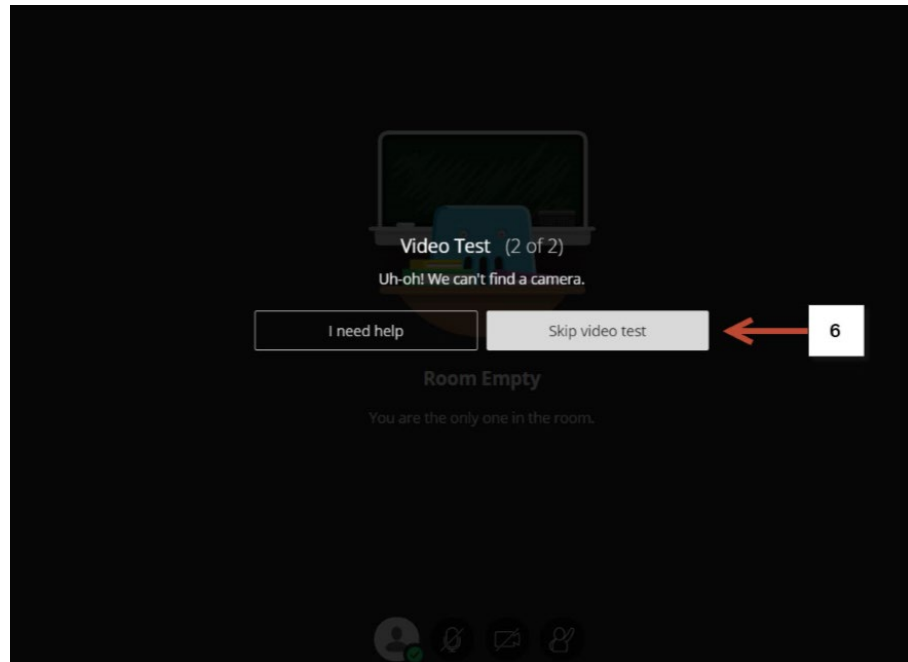 Video Test (2 of 2)
Uh-oh! We can't find a camera.
I need help
Skip video test
6
Room Empty
You are the only one in the room.